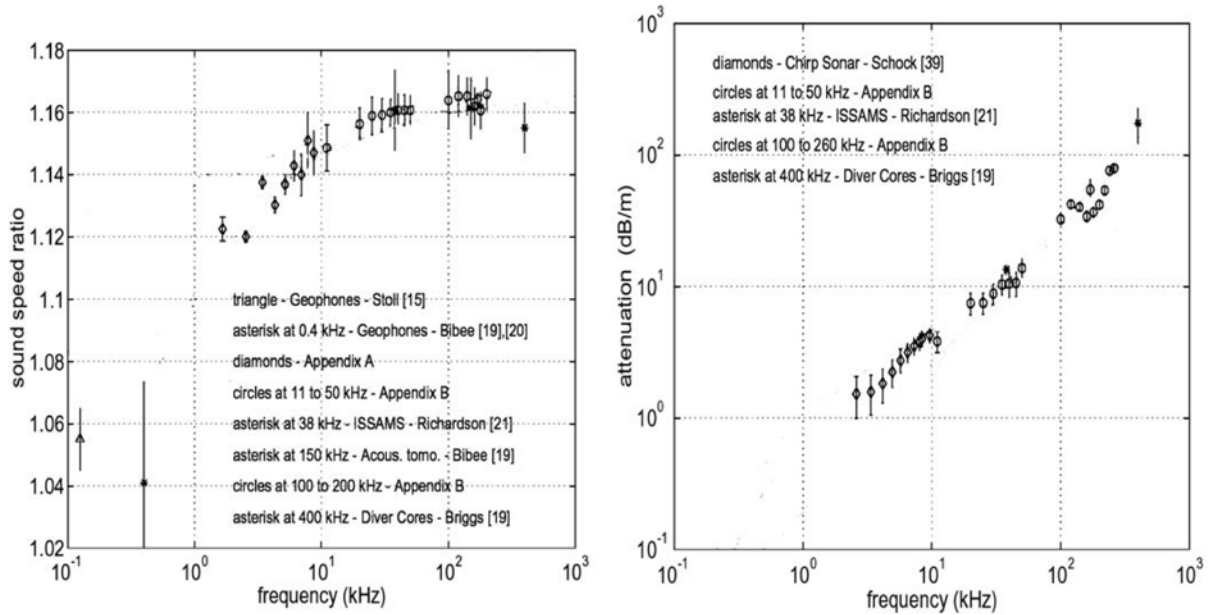 1.18
1.16
1.14
1.12
1.1
1.08
1.06
1.04
1.02
sound speed ratio
triangle - Geophones - Stoll [15]
asterisk at 0.4 kHz - Geophones - Bibee [19],[20]
diamonds - Appendix A
circles at 11 to 50 kHz - Appendix B
asterisk at 38 kHz - ISSAMS - Richardson [21]
asterisk at 150 kHz - Acous. tomo. - Bibee [19]
circles at 100 to 200 kHz - Appendix B
asterisk at 400 kHz - Diver Cores - Briggs [19]
10⁻¹ 10⁰ 10¹ 10² 10³
frequency (kHz)
10³
10²
10¹
10⁰
10⁻¹
attenuation (dB/m)
diamonds - Chirp Sonar - Schock [39]
circles at 11 to 50 kHz - Appendix B
asterisk at 38 kHz - ISSAMS - Richardson [21]
circles at 100 to 260 kHz - Appendix B
asterisk at 400 kHz - Diver Cores - Briggs [19]
10⁻¹ 10⁰ 10¹ 10² 10³
frequency (kHz)